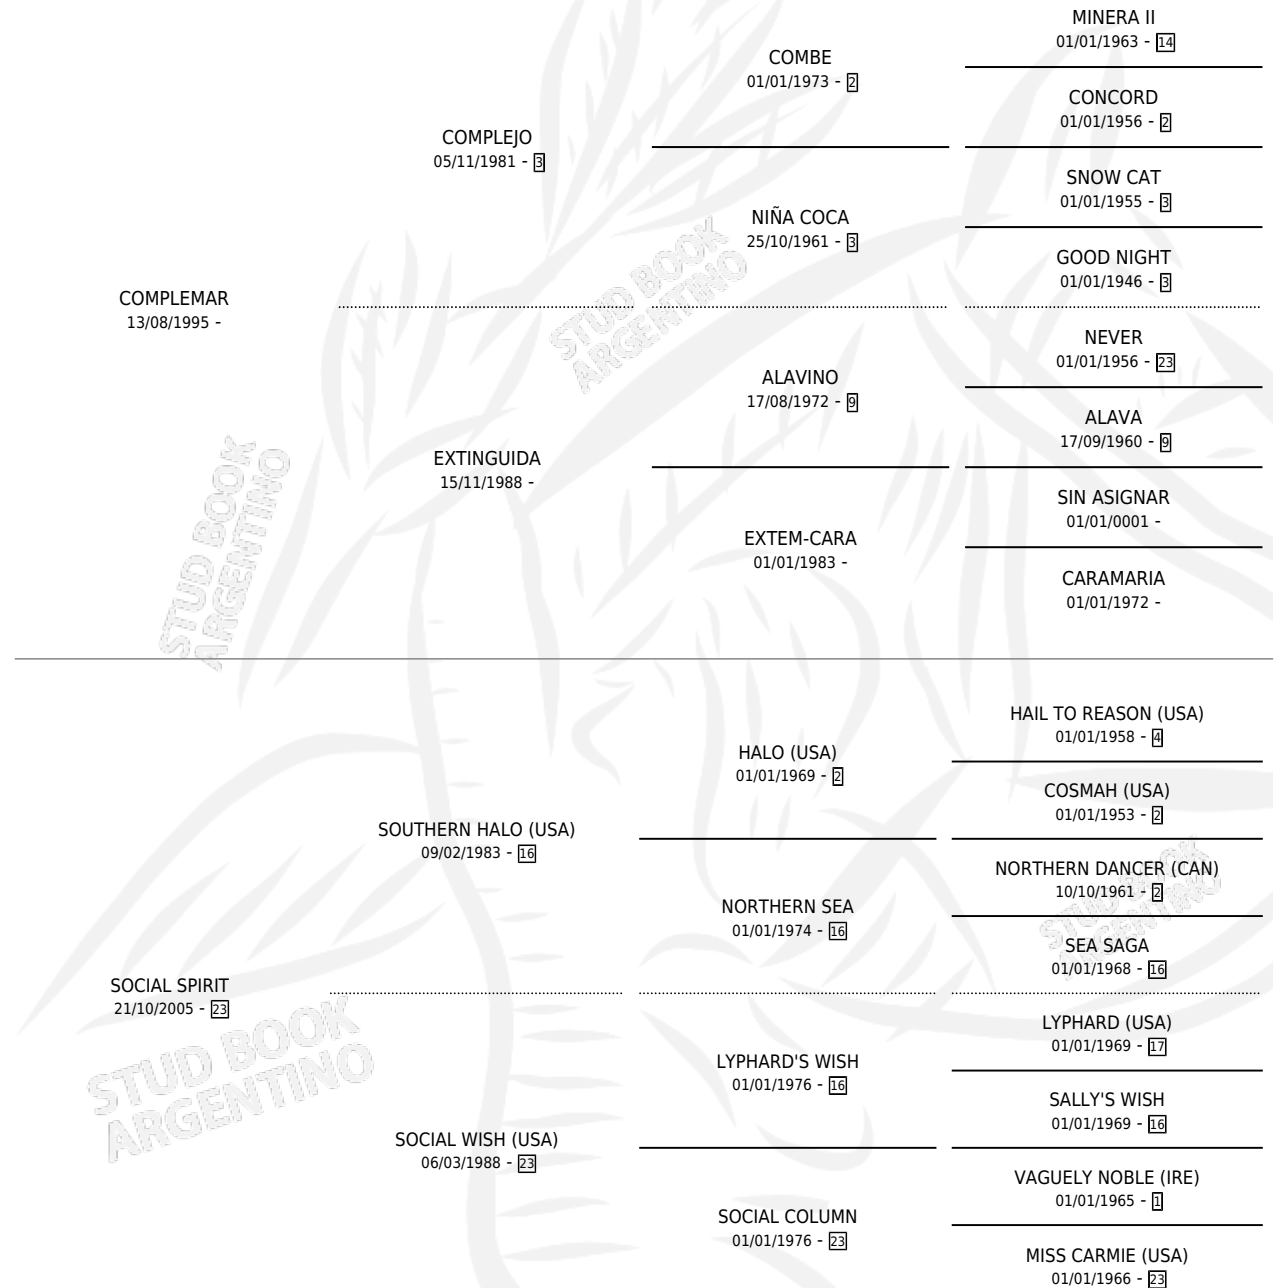 MINERA II
01/01/1963 - 14
COMBE
01/01/1973 - 2
CONCORD
01/01/1956 - 2
COMPLEJO
05/11/1981 - 3
SNOW CAT
01/01/1955 - 3
NIÑA COCA
25/10/1961 - 3
GOOD NIGHT
01/01/1946 - 3
STUD BOOK
ARGENTINO
COMPLEMAR
13/08/1995 -
NEVER
01/01/1956 - 23
ALAVINO
17/08/1972 - 9
ALAVA
17/09/1960 - 9
EXTINGUIDA
15/11/1988 -
SIN ASIGNAR
01/01/0001 -
EXTEM-CARA
01/01/1983 -
CARAMARIA
01/01/1972 -
STUD BOOK
ARGENTINO
HAIL TO REASON (USA)
01/01/1958 - 4
HALO (USA)
01/01/1969 - 2
COSMAH (USA)
01/01/1953 - 2
SOUTHERN HALO (USA)
09/02/1983 - 16
NORTHERN DANCER (CAN)
10/10/1961 - 2
NORTHERN SEA
01/01/1974 - 16
STUD BOOK
ARGENTINO
SEA SAGA
01/01/1968 - 16
SOCIAL SPIRIT
21/10/2005 - 23
LYPHARD (USA)
01/01/1969 - 17
LYPHARD'S WISH
01/01/1976 - 16
SALLY'S WISH
01/01/1969 - 16
STUD BOOK
ARGENTINO
SOCIAL WISH (USA)
06/03/1988 - 23
VAGUELY NOBLE (IRE)
01/01/1965 - 1
SOCIAL COLUMN
01/01/1976 - 23
MISS CARMIE (USA)
01/01/1966 - 23